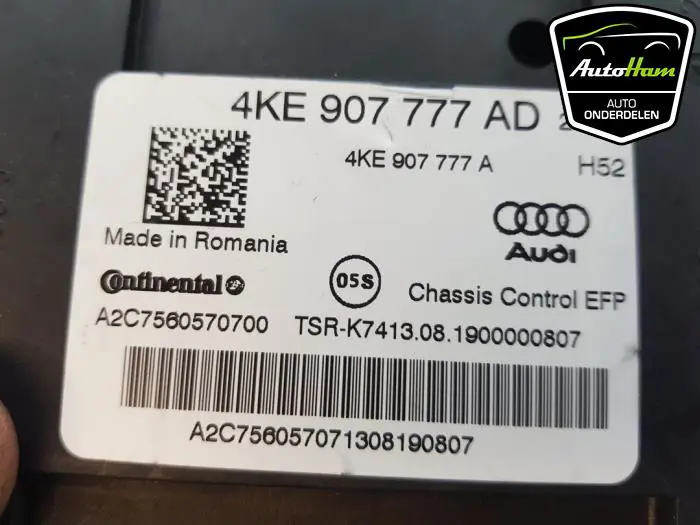 AutoHam
AUTO
ONDERDELEN
4KE 907 777 AD
4KE 907 777 A
H52
Made in Romania
Audi
Continental
05S
Chassis Control EFP
A2C7560570700
TSR-K7413.08.1900000807
A2C756057071308190807